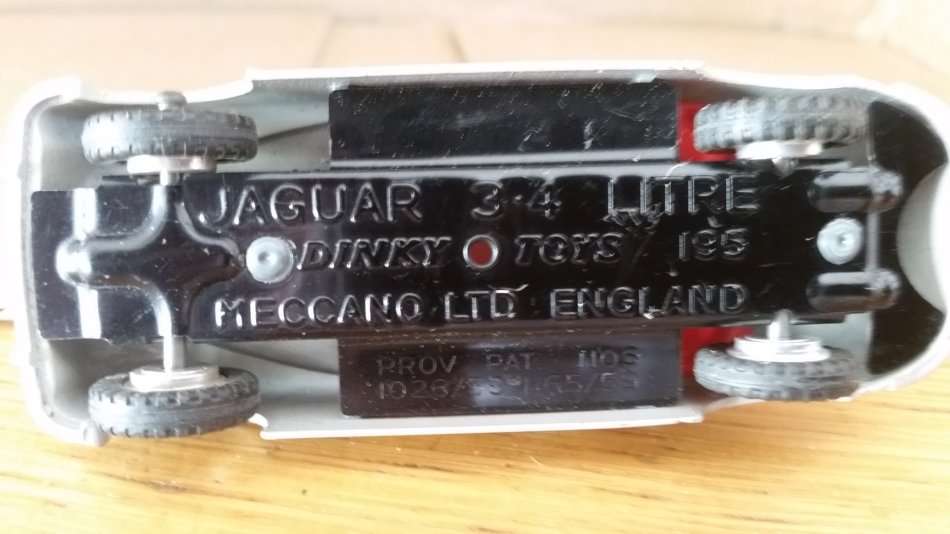 JAGUAR 3·4 LITRE
DINKY TOYS 195
MECCANO LTD ENGLAND
PROV PAT NOS